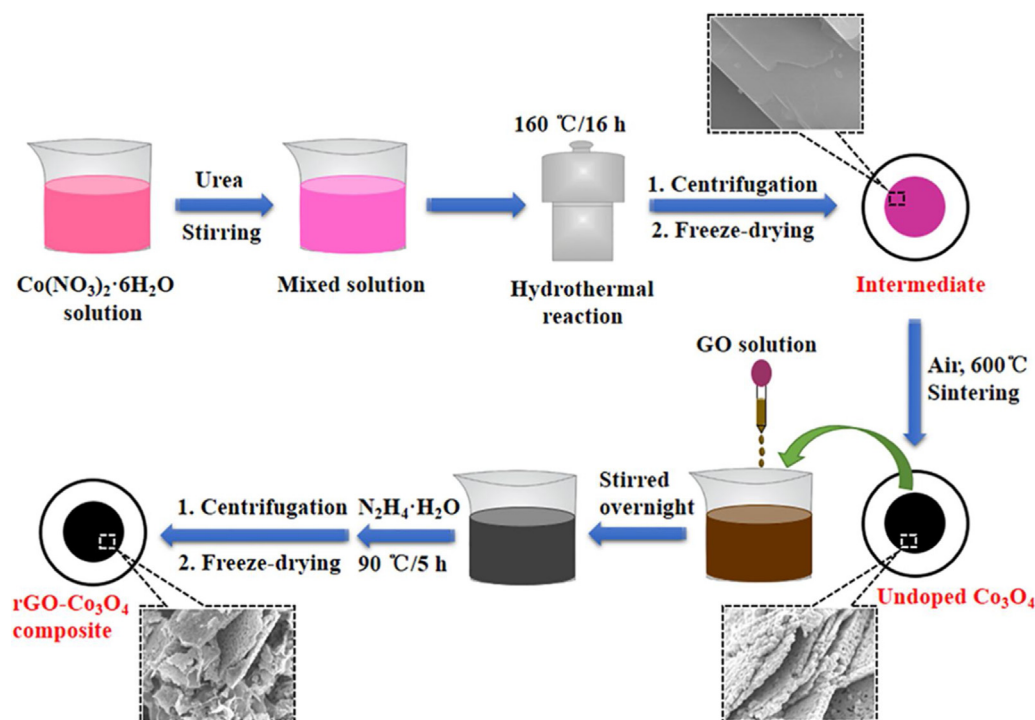 160 ℃/16 h
Urea
Stirring
1. Centrifugation
2. Freeze-drying
Co(NO₃)₂·6H₂O
solution
Mixed solution
Hydrothermal
reaction
Intermediate
GO solution
Air, 600℃
Sintering
Stirred
overnight
1. Centrifugation
2. Freeze-drying
N₂H₄·H₂O
90 ℃/5 h
rGO-Co₃O₄
composite
Undoped Co₃O₄